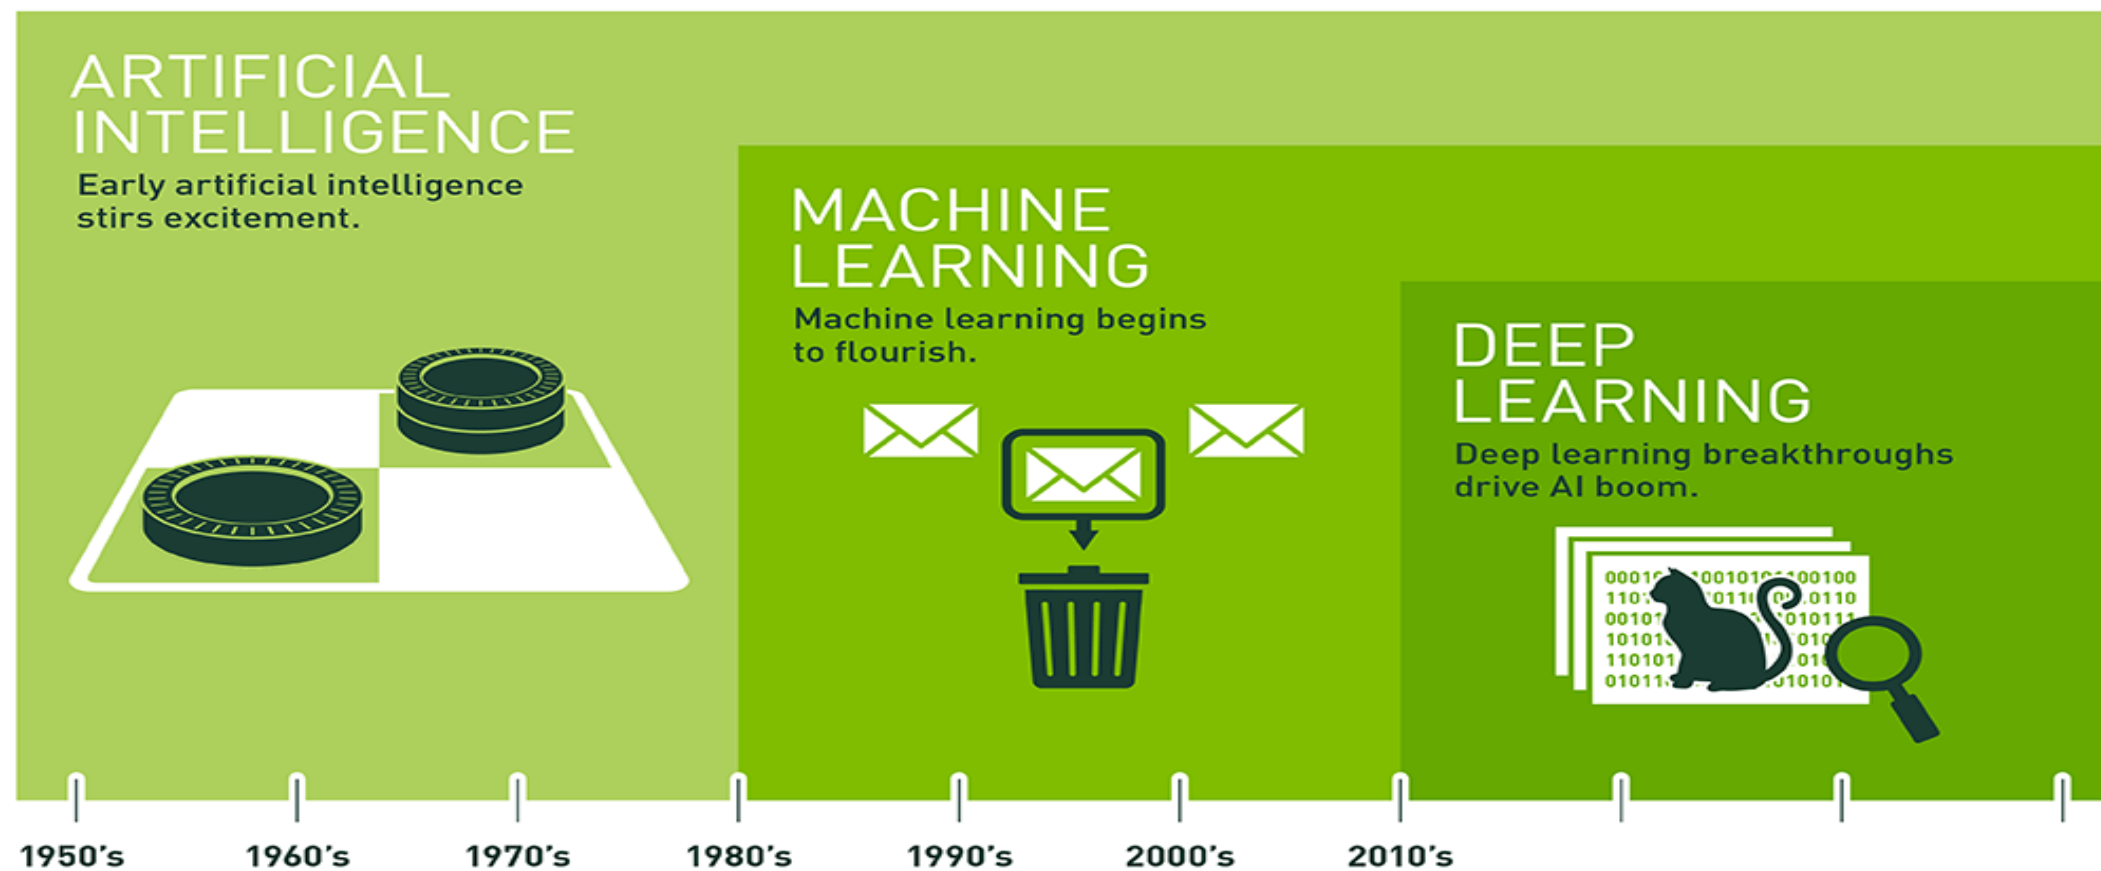 ARTIFICIAL
INTELLIGENCE
Early artificial intelligence
stirs excitement.
MACHINE
LEARNING
Machine learning begins
to flourish.
DEEP
LEARNING
Deep learning breakthroughs
drive AI boom.
1950's
1960's
1970's
1980's
1990's
2000's
2010's